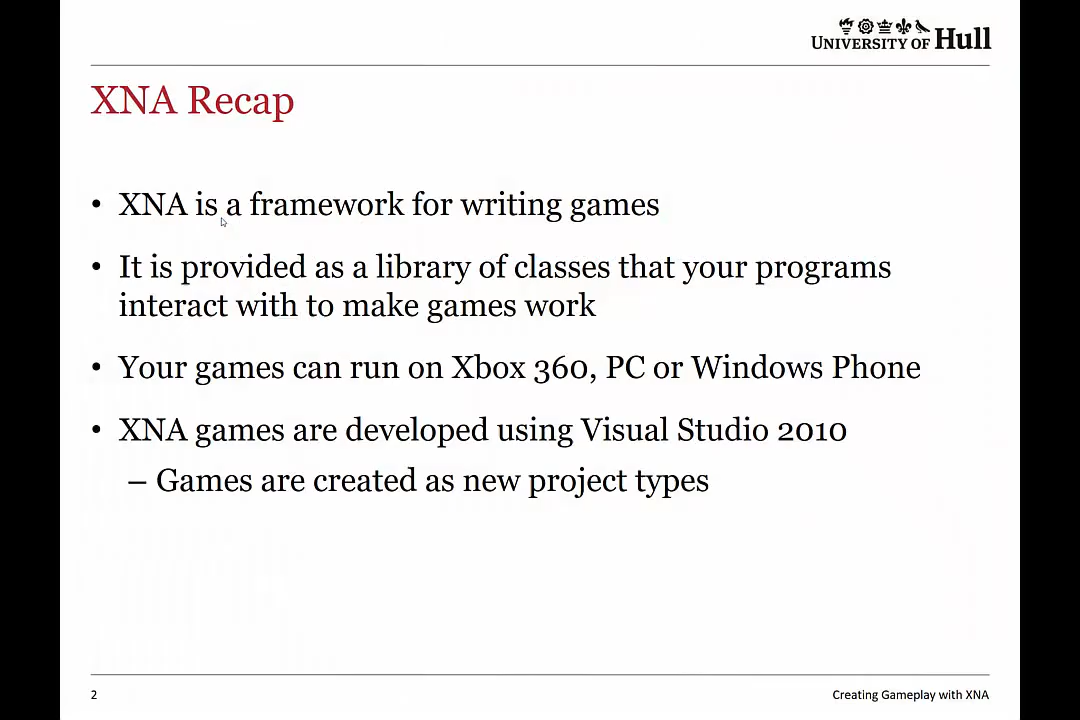 UNIVERSITY OF Hull
XNA Recap
• XNA is a framework for writing games
• It is provided as a library of classes that your programs
interact with to make games work
• Your games can run on Xbox 360, PC or Windows Phone
• XNA games are developed using Visual Studio 2010
– Games are created as new project types
2
Creating Gameplay with XNA